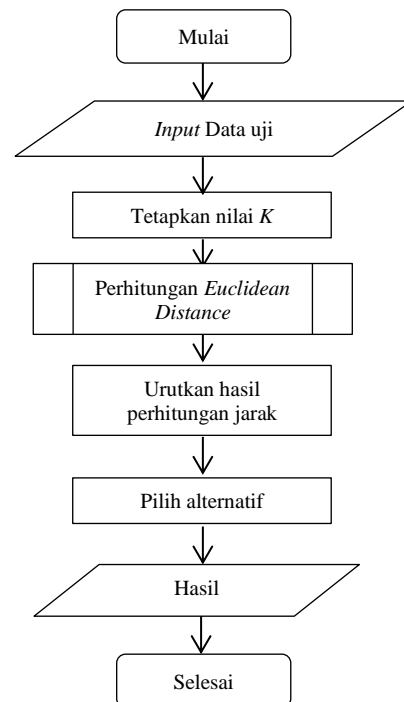 Mulai
Input Data uji
Tetapkan nilai K
Perhitungan Euclidean
Distance
Urutkan hasil
perhitungan jarak
Pilih alternatif
Hasil
Selesai